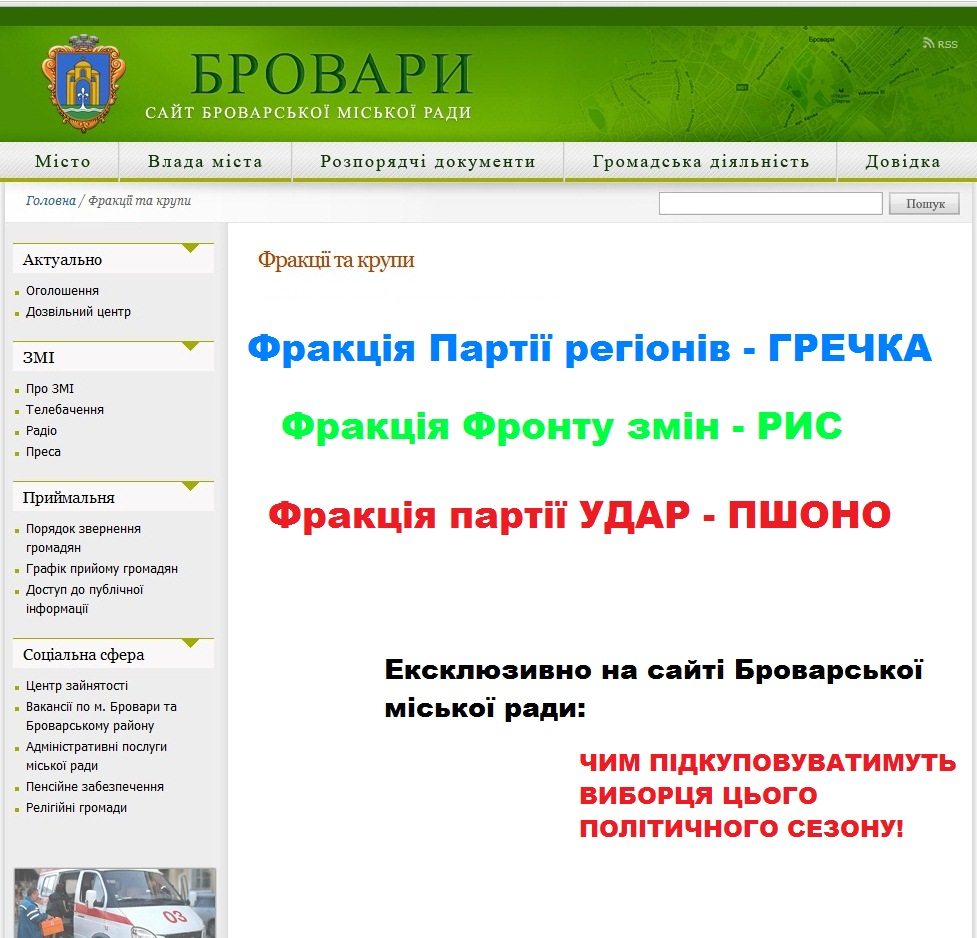 БРОВАРИ
САЙТ БРОВАРСЬКОЇ МІСЬКОЇ РАДИ
Бровари
RSS
Місто
Влада міста
Розпорядчі документи
Громадська діяльність
Довідка
Головна / Фракції та крупи
Пошук
Актуально
Оголошення
Дозвільний центр
ЗМІ
Про ЗМІ
Телебачення
Радіо
Преса
Приймальня
Порядок звернення
громадян
Графік прийому громадян
Доступ до публічної
інформації
Соціальна сфера
Центр зайнятості
Вакансії по м. Бровари та
Броварському району
Адміністративні послуги
міської ради
Пенсійне забезпечення
Релігійні громади
03
Фракції та крупи
Фракція Партії регіонів - ГРЕЧКА
Фракція Фронту змін - РИС
Фракція партії УДАР - ПШОНО
Ексклюзивно на сайті Броварської
міської ради:
ЧИМ ПІДКУПОВУВАТИМУТЬ
ВИБОРЦЯ ЦЬОГО
ПОЛІТИЧНОГО СЕЗОНУ!